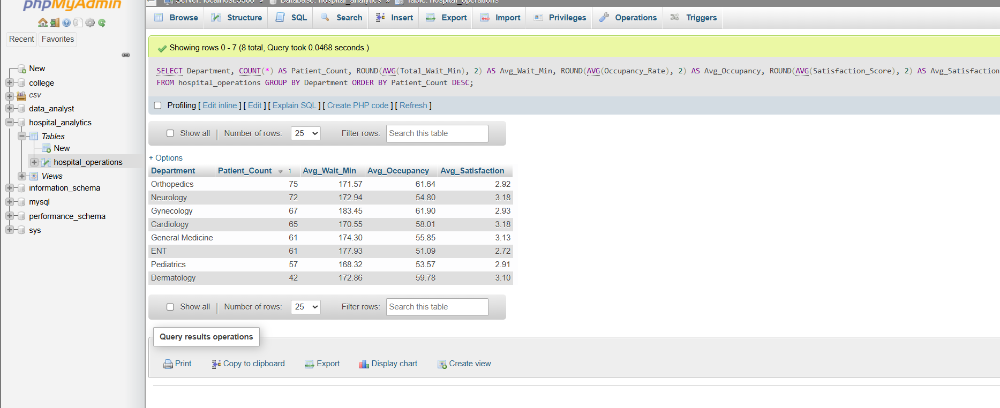 phpMyAdmin
Recent Favorites
New
college
csv
data_analyst
hospital_analytics
Tables
New
hospital_operations
Views
information_schema
mysql
performance_schema
sys
Server: localhost:3306 » Database: hospital_analytics » Table: hospital_operations
Browse Structure SQL Search Insert Export Import Privileges Operations Triggers
Showing rows 0 - 7 (8 total, Query took 0.0468 seconds.)
SELECT Department, COUNT(*) AS Patient_Count, ROUND(AVG(Total_Wait_Min), 2) AS Avg_Wait_Min, ROUND(AVG(Occupancy_Rate), 2) AS Avg_Occupancy, ROUND(AVG(Satisfaction_Score), 2) AS Avg_Satisfaction
FROM hospital_operations GROUP BY Department ORDER BY Patient_Count DESC;
Profiling [ Edit inline ] [ Edit ] [ Explain SQL ] [ Create PHP code ] [ Refresh ]
Show all | Number of rows: 25 Filter rows: Search this table
+ Options
Department Patient_Count 1 Avg_Wait_Min Avg_Occupancy Avg_Satisfaction
Orthopedics 75 171.57 61.64 2.92
Neurology 72 172.94 54.80 3.18
Gynecology 67 183.45 61.90 2.93
Cardiology 65 170.55 58.01 3.18
General Medicine 61 174.30 55.85 3.13
ENT 61 177.93 51.09 2.72
Pediatrics 57 168.32 53.57 2.91
Dermatology 42 172.86 59.78 3.10
Show all | Number of rows: 25 Filter rows: Search this table
Query results operations
Print Copy to clipboard Export Display chart Create view